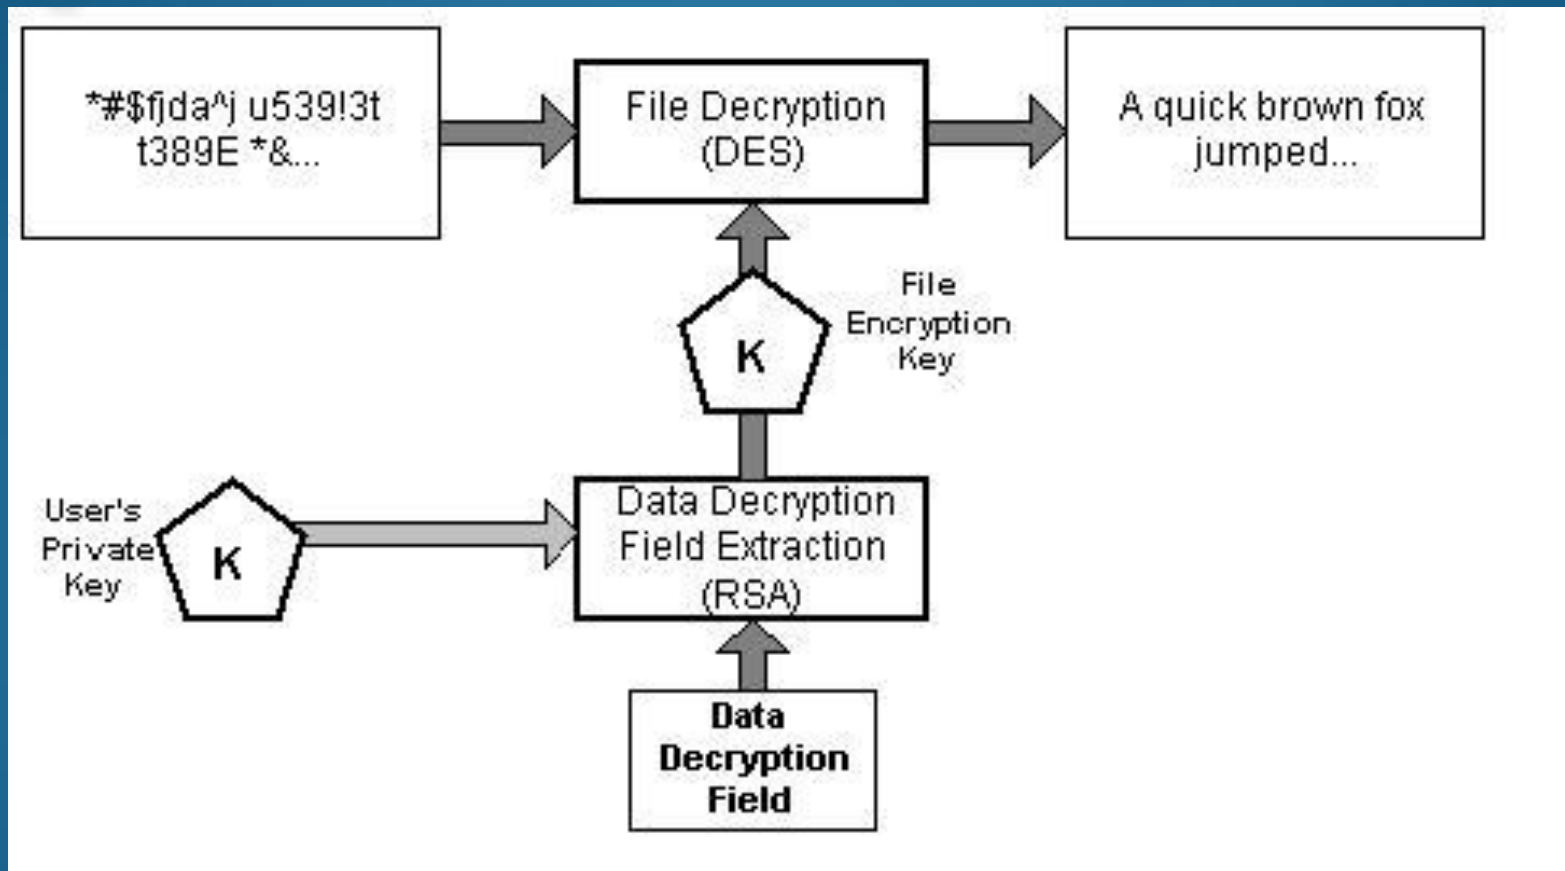 *#$fjda^j u539!3t
t389E *&...
File Decryption
(DES)
A quick brown fox
jumped...
File
Encryption
Key
K
User's
Private
Key
K
Data Decryption
Field Extraction
(RSA)
Data
Decryption
Field